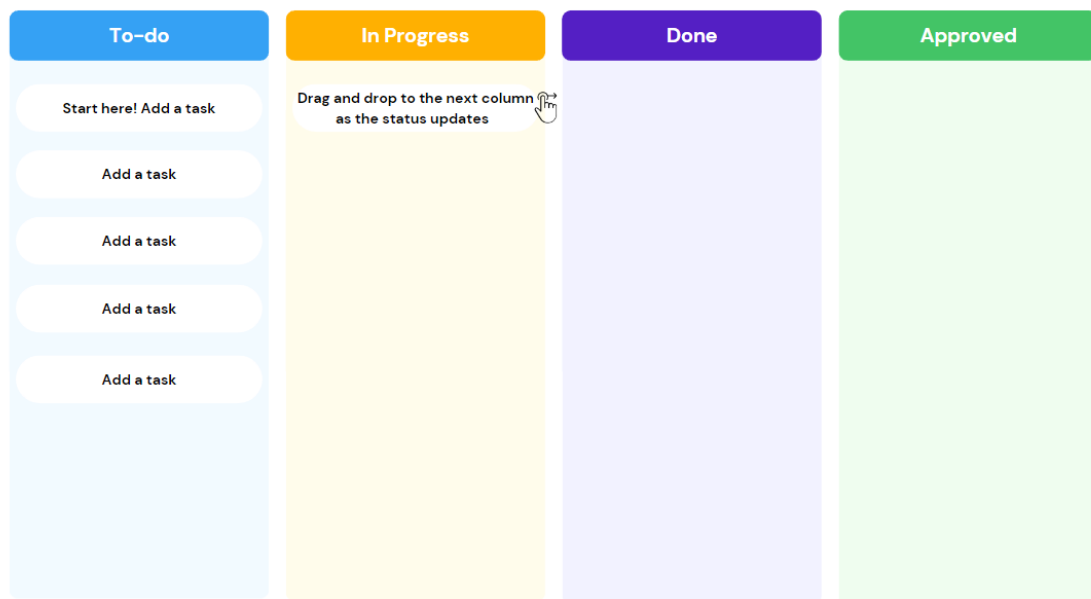 To-do
Start here! Add a task
Add a task
Add a task
Add a task
Add a task
In Progress
Drag and drop to the next column
as the status updates
Done
Approved